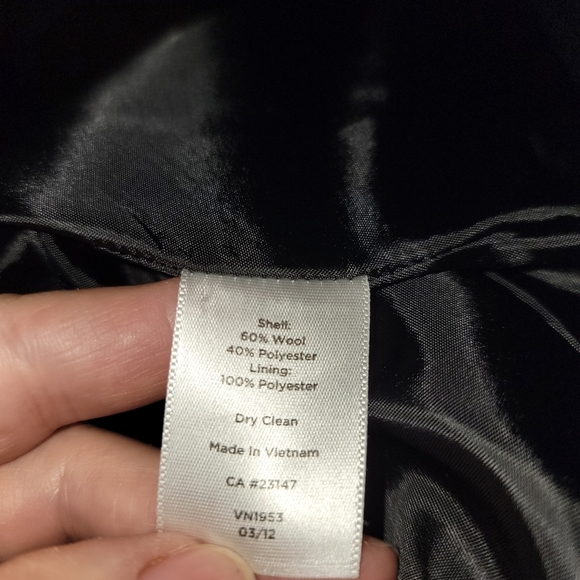 Shell:
60% Wool
40% Polyester
Lining:
100% Polyester
Dry Clean
Made in Vietnam
CA #23147
VN1953
03/12